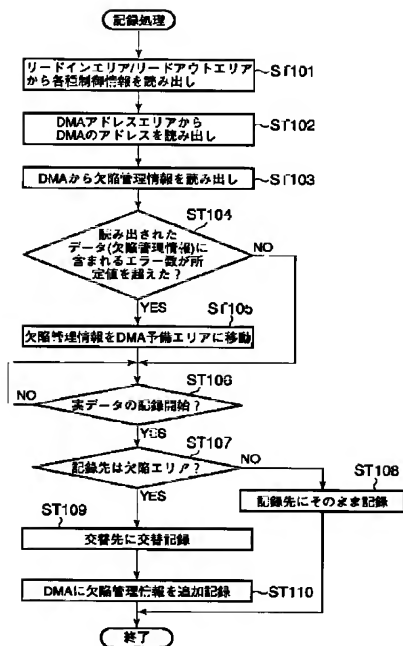 記録処理
リードインエリア/リードアウトエリア
から各種制御情報を読み出し
ST101
DMAアドレスエリアから
DMAのアドレスを読み出し
ST102
DMAから欠陥管理情報を読み出し
ST103
ST104
読み出された
データ(欠陥管理情報)に
含まれるエラー数が所
定値を超えた?
NO
YES
ST105
欠陥管理情報をDMA予備エリアに移動
ST106
実データの記録開始?
NO
YES
ST107
記録先は欠陥エリア?
NO
YES
ST108
記録先にそのまま記録
ST109
交替先に交替記録
DMAに欠陥管理情報を追加記録
ST110
終了